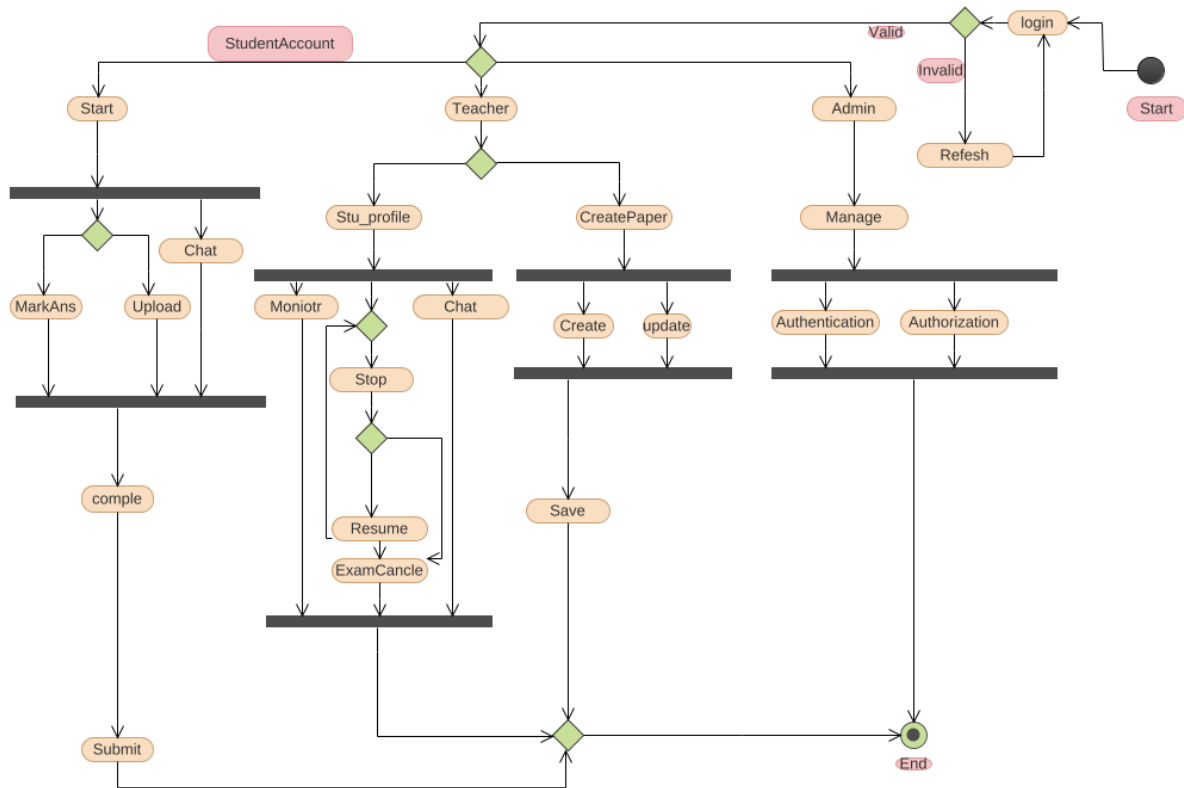 login
Valid
StudentAccount
Invalid
Start
Teacher
Admin
Start
Refesh
Stu_profile
CreatePaper
Manage
Chat
MarkAns
Upload
Moniotr
Chat
Create
update
Authentication
Authorization
Stop
comple
Resume
Save
ExamCancle
Submit
End